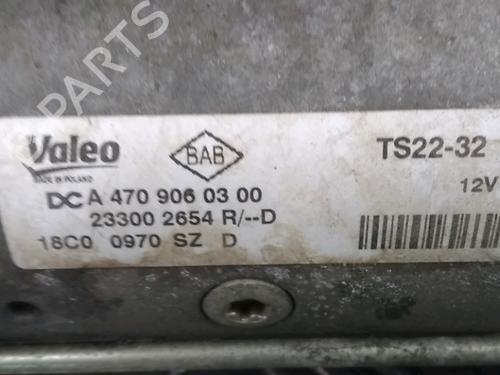 PARTS
Valeo
MADE IN POLAND
BAB
TS22-32
DC A 470 906 03 00
12V
23300 2654 R/--D
18C0 0970 SZ D